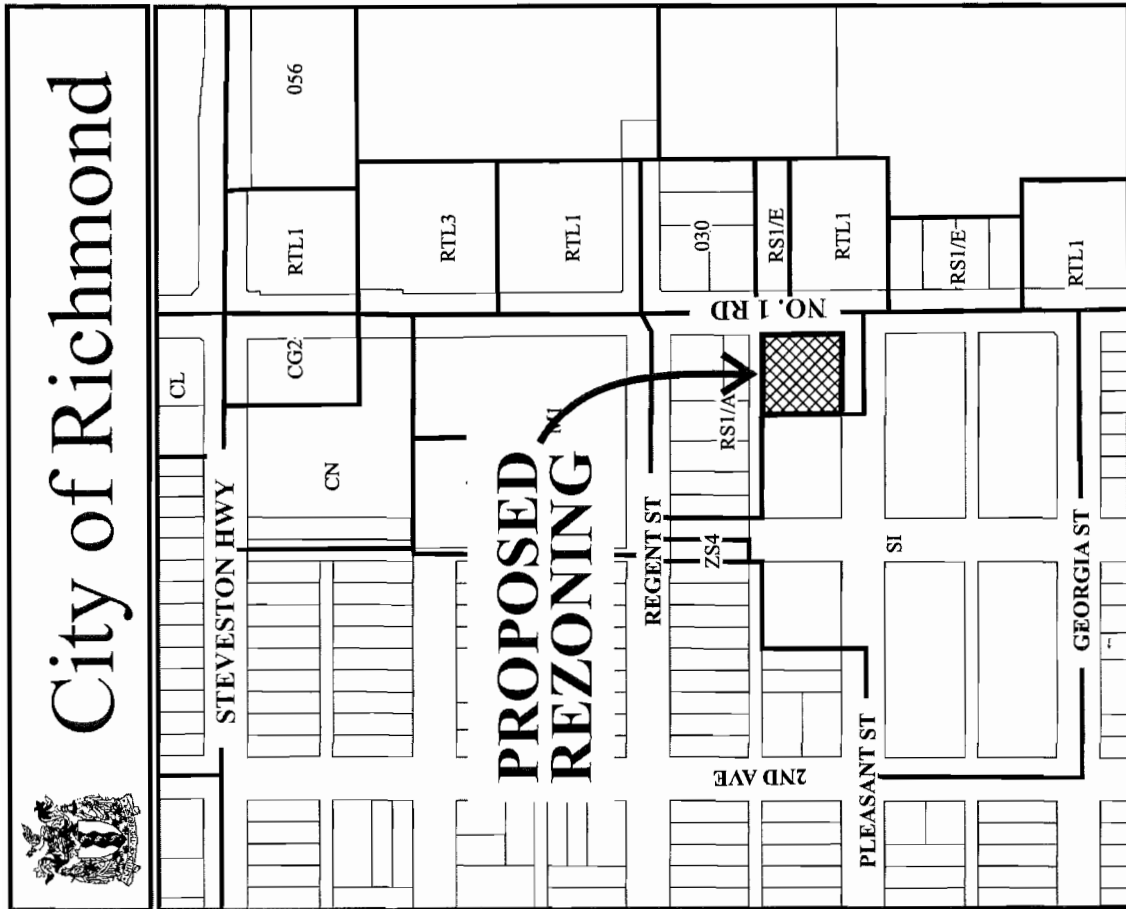 City of Richmond
056
RTL1
RTL3
RTL1
030
RS1/E
RTL1
RS1/E
RTL1
NO. 1 RD
CL
CG2
CN
RS1/A
STEVESTON HWY
PROPOSED
REZONING
REGENT ST
ZS4
SI
GEORGIA ST
2ND AVE
PLEASANT ST